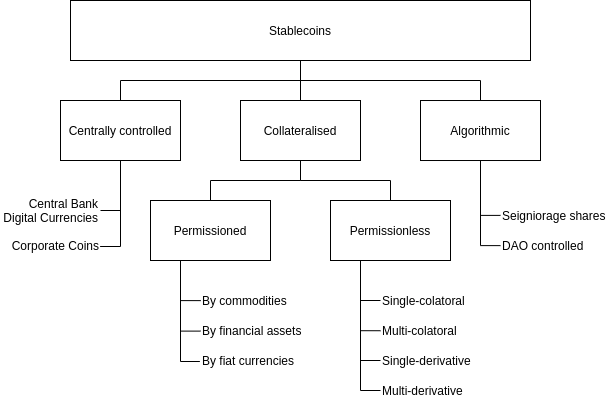 Stablecoins
Centrally controlled
Collateralised
Algorithmic
Central Bank
Digital Currencies
Corporate Coins
Permissioned
Permissionless
Seigniorage shares
DAO controlled
By commodities
By financial assets
By fiat currencies
Single-colatoral
Multi-colatoral
Single-derivative
Multi-derivative